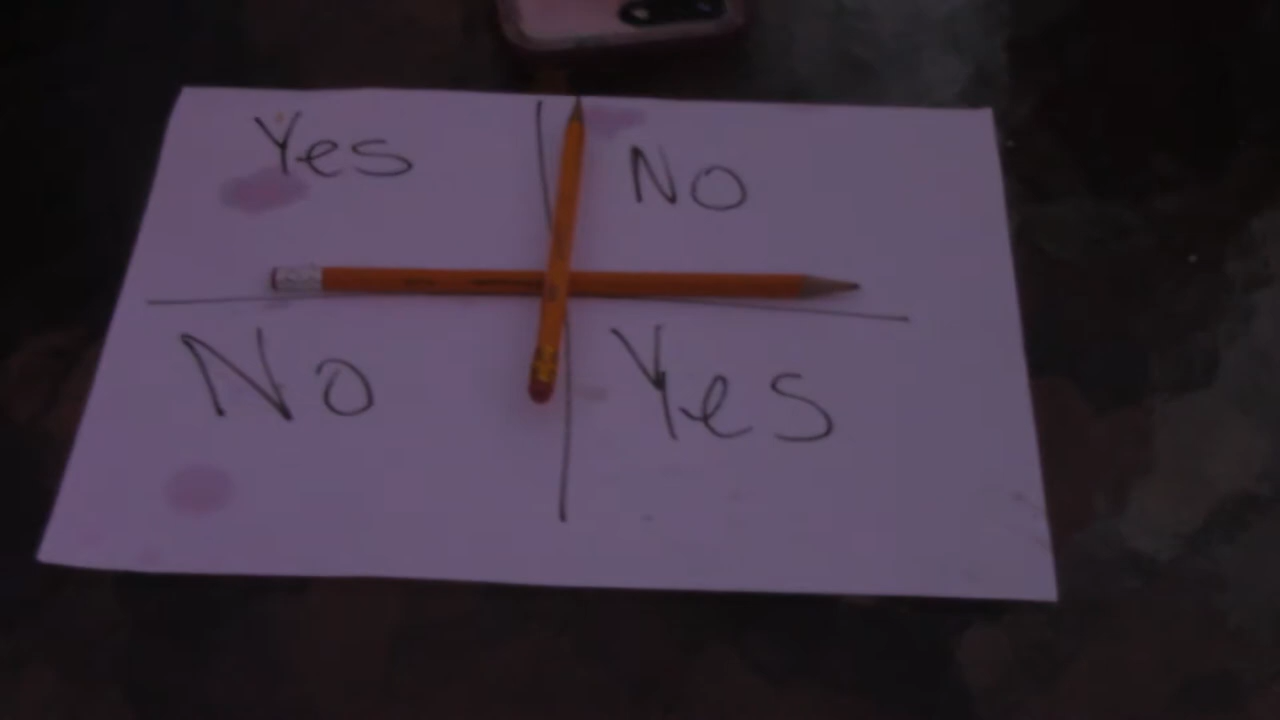 Yes No
No Yes